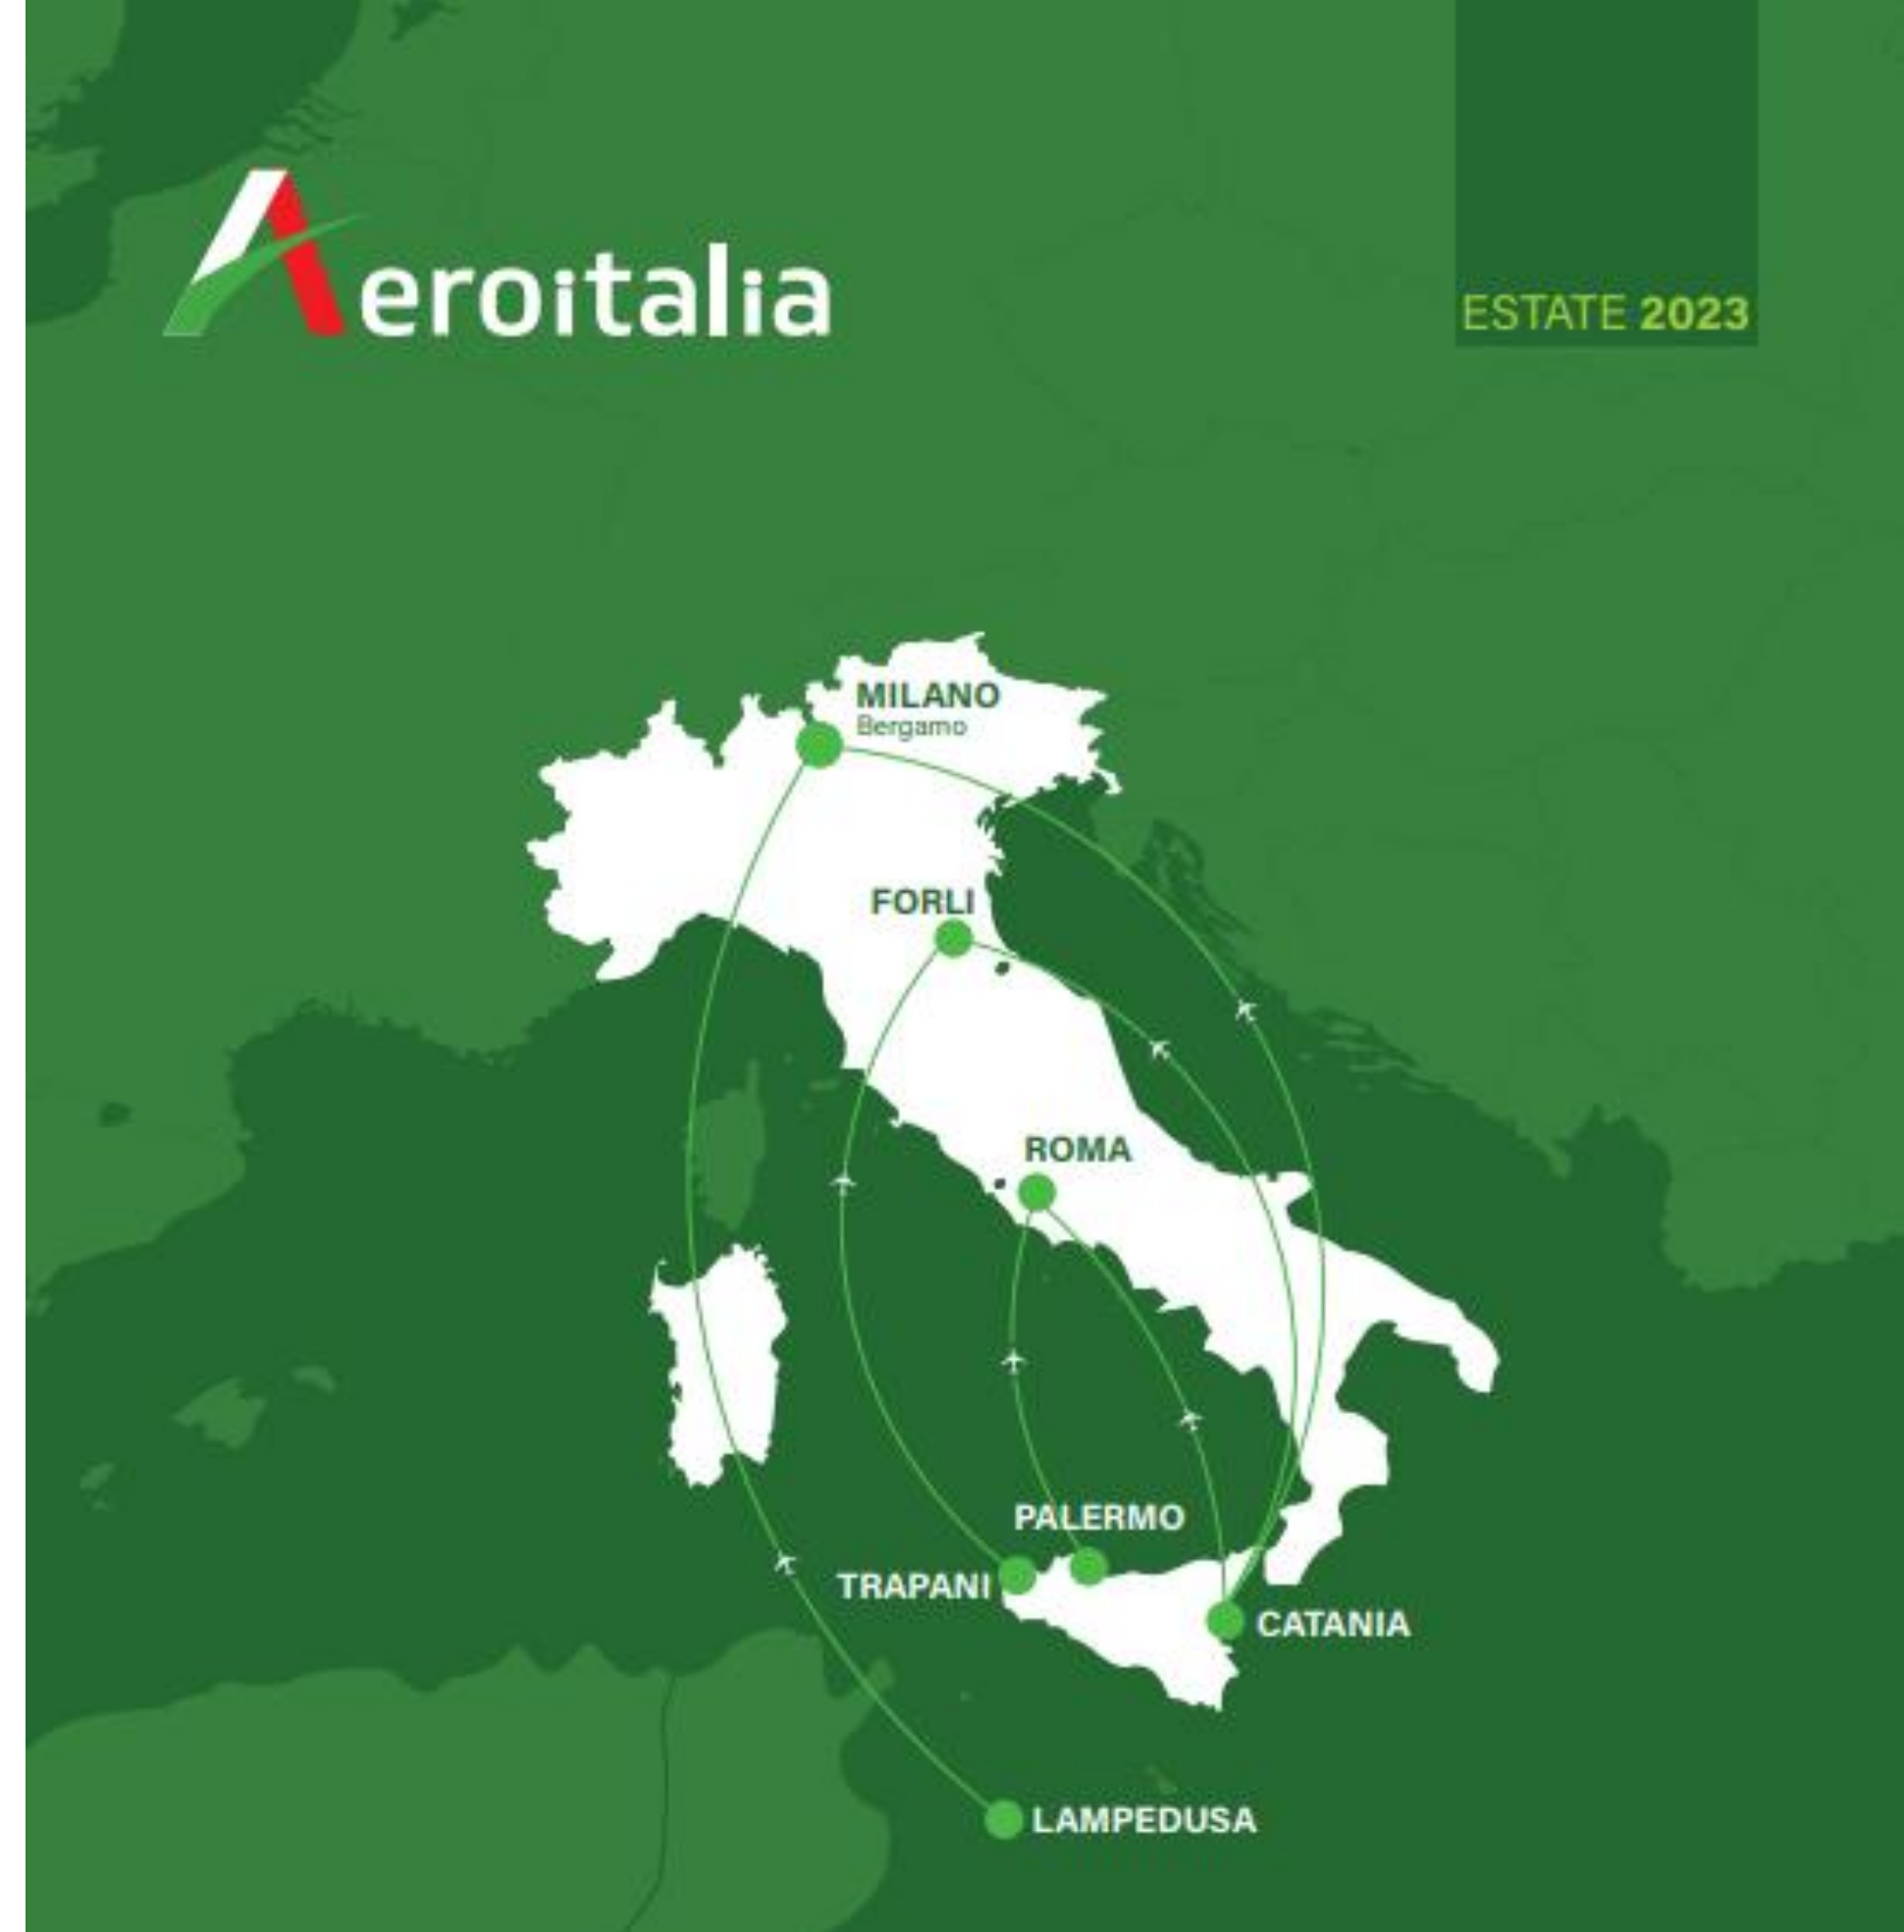 Aeroitalia
ESTATE 2023
MILANO
Bergamo
FORLI
ROMA
PALERMO
TRAPANI
CATANIA
LAMPEDUSA